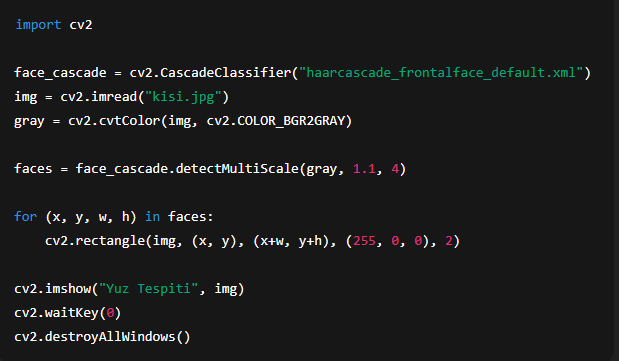 import cv2
face_cascade = cv2.CascadeClassifier("haarcascade_frontalface_default.xml")
img = cv2.imread("kisi.jpg")
gray = cv2.cvtColor(img, cv2.COLOR_BGR2GRAY)
faces = face_cascade.detectMultiScale(gray, 1.1, 4)
for (x, y, w, h) in faces:
    cv2.rectangle(img, (x, y), (x+w, y+h), (255, 0, 0), 2)
cv2.imshow("Yuz Tespiti", img)
cv2.waitKey(0)
cv2.destroyAllWindows()